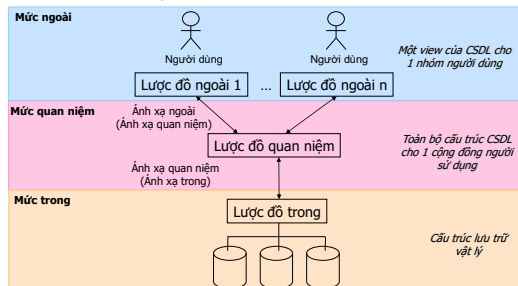 Mức ngoài
Người dùng
Người dùng
Một view của CSDL cho
1 nhóm người dùng
Lược đồ ngoài 1
...
Lược đồ ngoài n
Mức quan niệm
Ánh xạ ngoài
(Ánh xạ quan niệm)
Lược đồ quan niệm
Toàn bộ cấu trúc CSDL
cho 1 cộng đồng người
sử dụng
Ánh xạ quan niệm
(Ánh xạ trong)
Mức trong
Lược đồ trong
Cấu trúc lưu trữ
vật lý